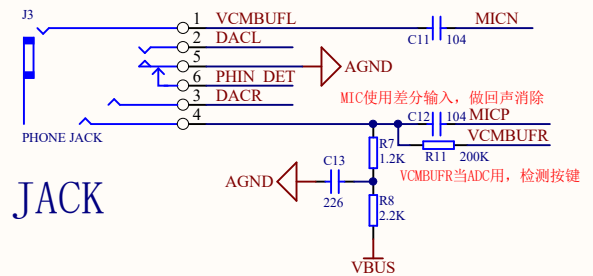 J3
1 VCMBUFL
MICN
2 DACL
C11 104
5
AGND
6 PHIN_DET
3 DACR
MIC使用差分输入，做回声消除
4
C12 104 MICP
PHONE JACK
VCMBUFR
R7
1.2K
R11 200K
C13
AGND
226
VCMBUFR当ADC用，检测按键
JACK
R8
2.2K
VBUS